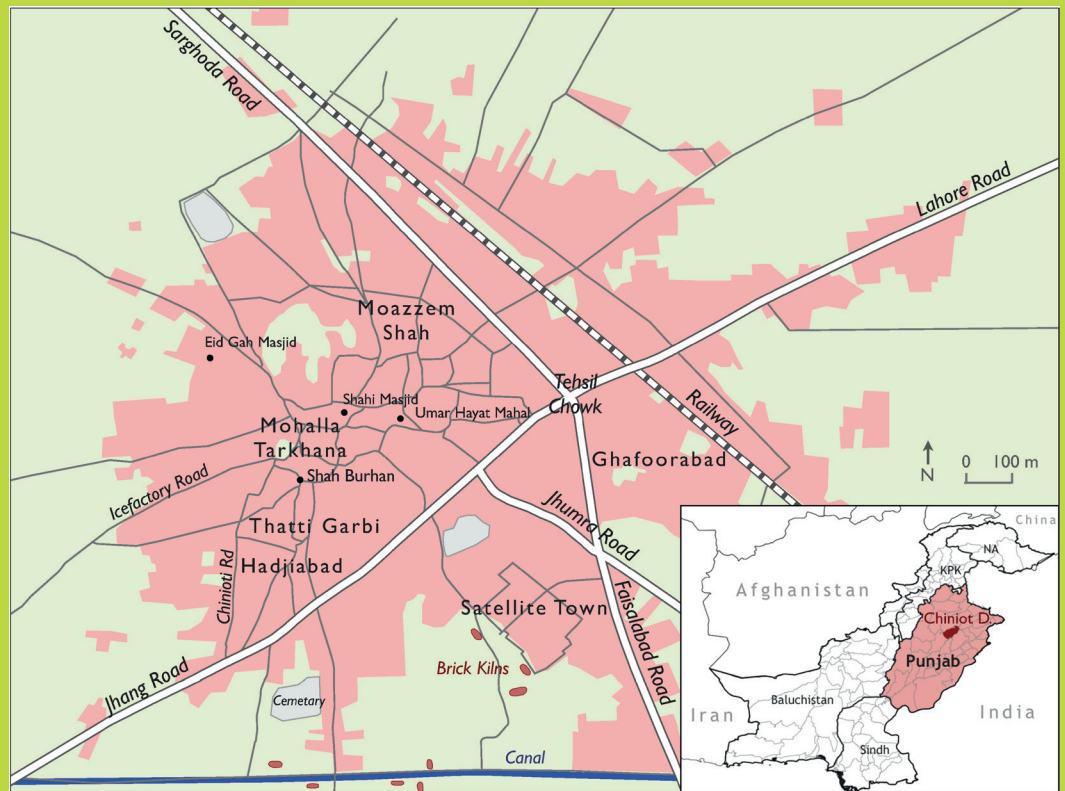 Sarghoda Road
Lahore Road
Moazzem
Shah
Eid Gah Masjid
Shahi Masjid
Umar Hayat Mahal
Tehsil
Chowk
Railway
Mohalla
Tarkhana
Ghafoorabad
Shah Burhan
Icefactory Road
N
0 100 m
Jhumra Road
Thatti Garbi
Hadjiabad
Chinioti Rd
Satellite Town
Faisalabad Road
Brick Kilns
Jhang Road
Cemetary
Canal
China
NA
KPK
Afghanistan
Chiniot D.
Punjab
Baluchistan
Iran
India
Sindh